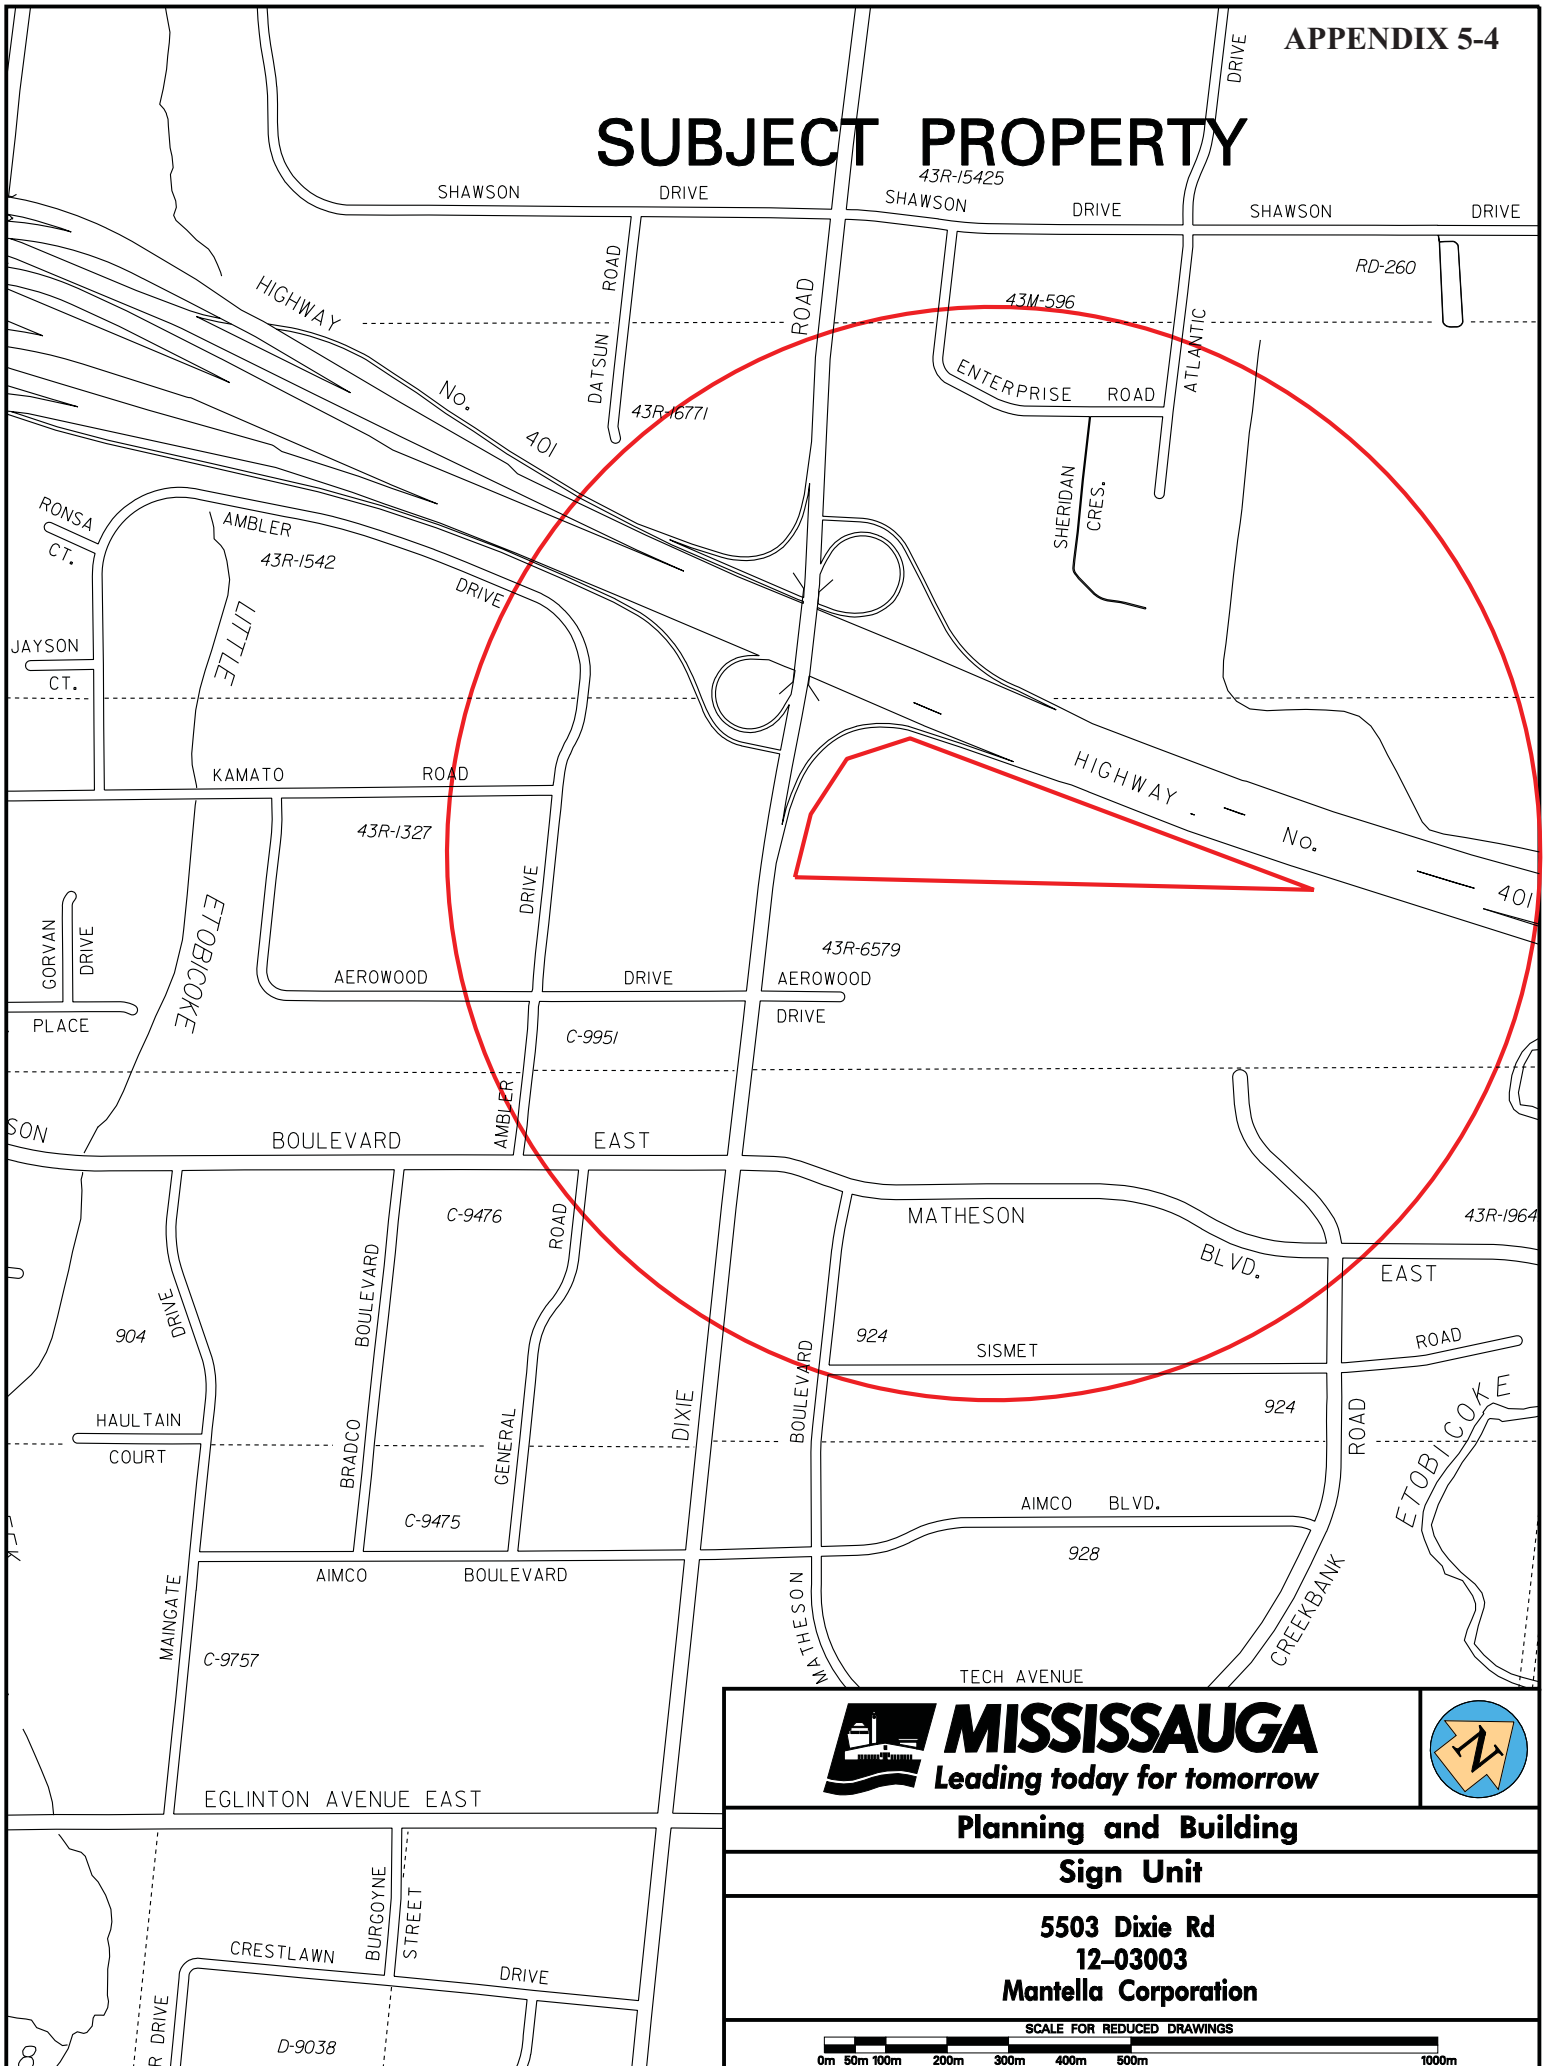 APPENDIX 5-4
DRIVE
SUBJECT PROPERTY
43R-15425
SHAWSON DRIVE
SHAWSON DRIVE
SHAWSON DRIVE
ROAD
DATSUN
RD-260
HIGHWAY
ROAD
43M-596
ATLANTIC
No.
401
43R-16771
ENTERPRISE ROAD
SHERIDAN
CRES.
RONSA
CT.
AMBLER
43R-1542
DRIVE
LITTLE
JAYSON
CT.
KAMATO ROAD
HIGHWAY
No.
401
43R-1327
DRIVE
ETOBICOKE
GORVAN
DRIVE
43R-6579
AEROWOOD DRIVE
AEROWOOD
DRIVE
PLACE
C-9951
AMBLER
SON
BOULEVARD EAST
C-9476
ROAD
MATHESON
43R-1964
BLVD.
EAST
DRIVE
BOULEVARD
904
924
SISMET
ROAD
BOULEVARD
DIXIE
HAULTAIN
COURT
924
ROAD
ETOBICOKE
BRADCO
GENERAL
C-9475
AIMCO BLVD.
928
AIMCO BOULEVARD
MAINGATE
MATHESON
CREEKBANK
C-9757
TECH AVENUE
MISSISSAUGA
Leading today for tomorrow
N
EGLINTON AVENUE EAST
Planning and Building
Sign Unit
BURGOYNE
STREET
5503 Dixie Rd
12-03003
Mantella Corporation
CRESTLAWN DRIVE
R DRIVE
D-9038
8
SCALE FOR REDUCED DRAWINGS
0m 50m 100m 200m 300m 400m 500m 1000m